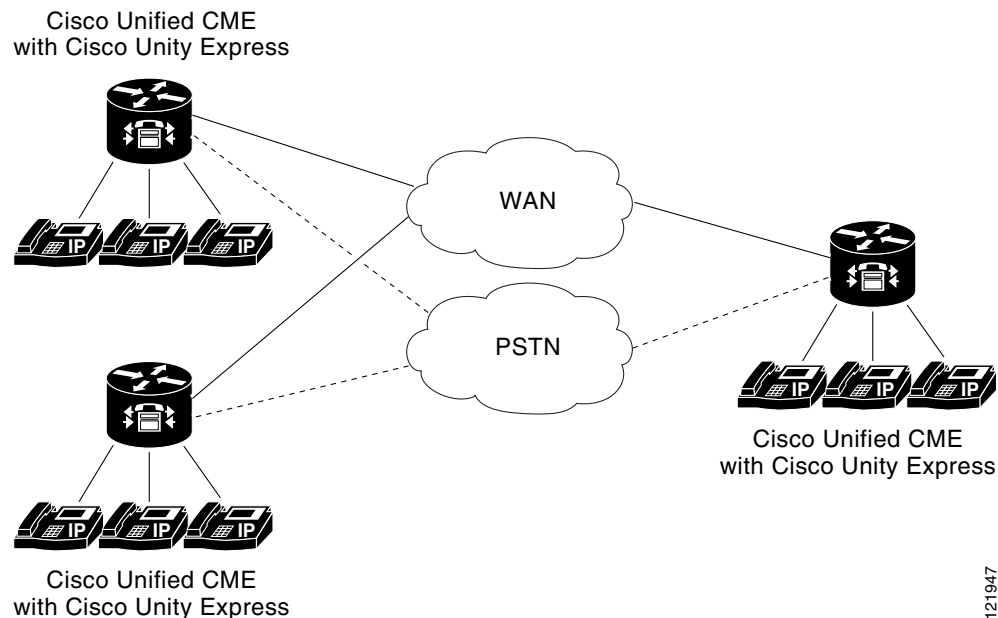 Cisco Unified CME
with Cisco Unity Express
IP IP IP
WAN
PSTN
IP IP IP
Cisco Unified CME
with Cisco Unity Express
IP IP IP
Cisco Unified CME
with Cisco Unity Express
121947